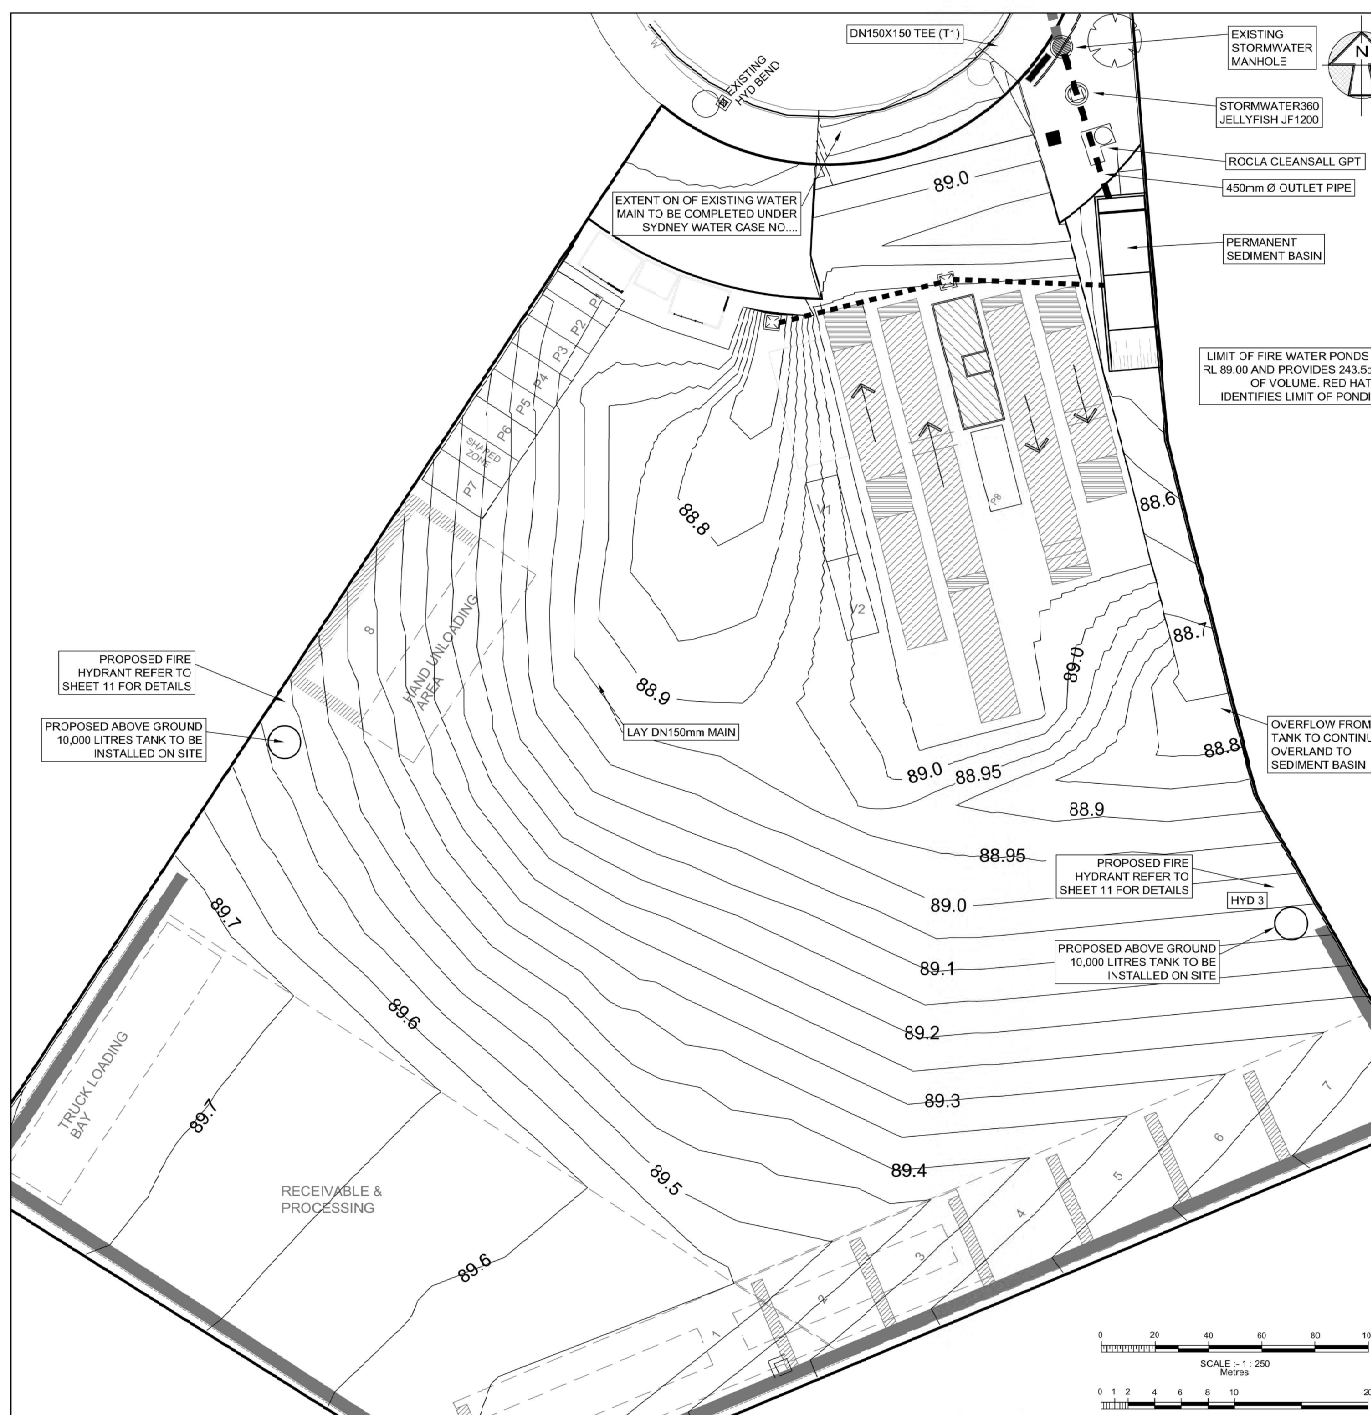 DN150X150 TEE (T1)
EXISTING
STORMWATER
MANHOLE
N
EXISTING
HYD BEND
W
STORMWATER360
JELLYFISH JF1200
ROCLA CLEANSALL GPT
450mm Ø OUTLET PIPE
89.0
EXTENT ON OF EXISTING WATER
MAIN TO BE COMPLETED UNDER
SYDNEY WATER CASE NO....
PERMANENT
SEDIMENT BASIN
P1
P2
P3
P4
P5
P6
SHARED
ZONE
P7
LIMIT OF FIRE WATER PONDS
RL 89.00 AND PROVIDES 243.5
OF VOLUME. RED HAT
IDENTIFIES LIMIT OF PONDI
88.8
V1
P8
88.6
V2
8
HAND UNLOADING
AREA
88.7
89.0
PROPOSED FIRE
HYDRANT REFER TO
SHEET 11 FOR DETAILS
88.9
PROPOSED ABOVE GROUND
10,000 LITRES TANK TO BE
INSTALLED ON SITE
LAY DN150mm MAIN
OVERFLOW FROM
TANK TO CONTINU
OVERLAND TO
SEDIMENT BASIN
88.8
89.0
88.95
88.9
88.95
PROPOSED FIRE
HYDRANT REFER TO
SHEET 11 FOR DETAILS
HYD 3
89.0
89.7
PROPOSED ABOVE GROUND
10,000 LITRES TANK TO BE
INSTALLED ON SITE
89.1
89.6
89.2
TRUCK LOADING
BAY
89.7
89.3
89.4
89.5
RECEIVABLE &
PROCESSING
89.6
7
6
5
4
3
2
1
0 20 40 60 80 10
SCALE :- 1 : 250
Metres
0 1 2 4 6 8 10 20